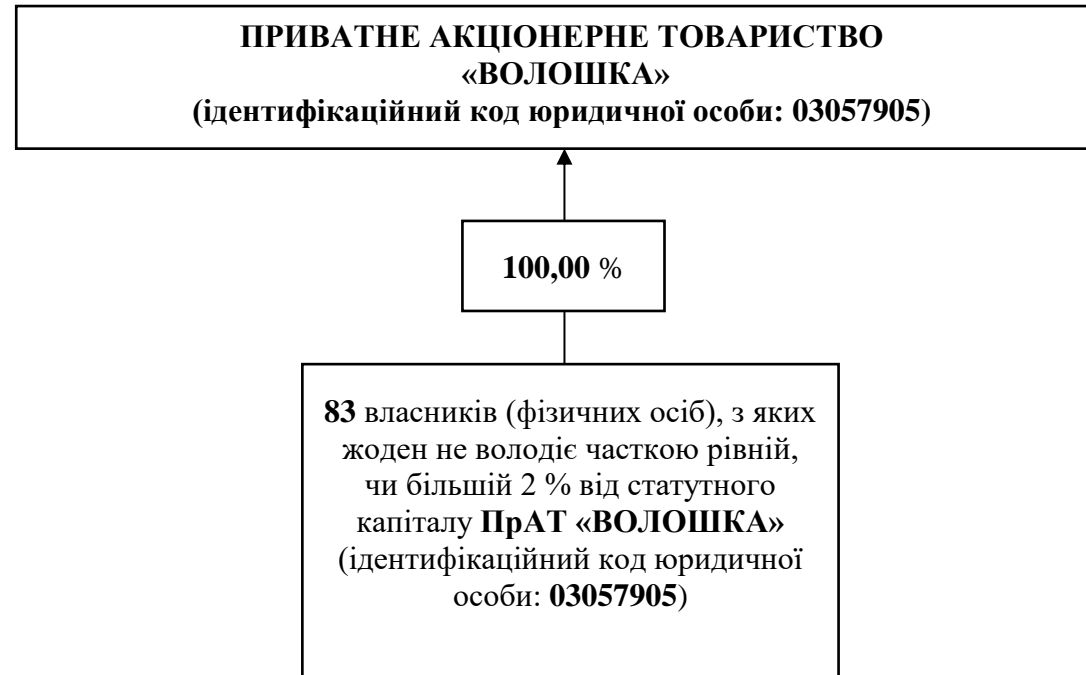 ПРИВАТНЕ АКЦІОНЕРНЕ ТОВАРИСТВО
«ВОЛОШКА»
(ідентифікаційний код юридичної особи: 03057905)
100,00 %
83 власників (фізичних осіб), з яких
жоден не володіє часткою рівній,
чи більшій 2 % від статутного
капіталу ПрАТ «ВОЛОШКА»
(ідентифікаційний код юридичної
особи: 03057905)